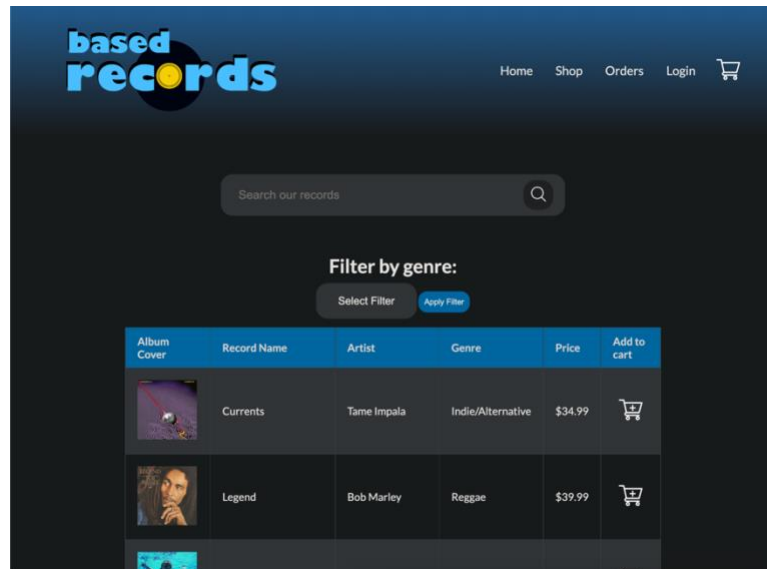 based
records
Home Shop Orders Login
Search our records
Filter by genre:
Select Filter Apply Filter
Album Cover Record Name Artist Genre Price Add to cart
Currents Tame Impala Indie/Alternative $34.99
Legend Bob Marley Reggae $39.99